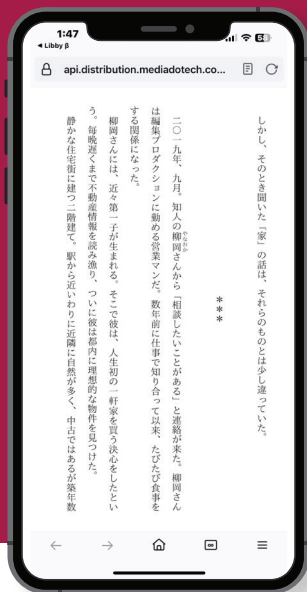 1:47
◀ Libby β
api.distribution.mediadotech.co...
しかし、そのとき聞いた「家」の話は、それらのものとは少し違っていた。
＊＊＊
二〇一九年、九月。知人の柳岡さんから「相談したいことがある」と連絡が来た。柳岡さん
やなおか
は編集プロダクションに勤める営業マンだ。数年前に仕事で知り合って以来、たびたび食事を
する関係になった。
柳岡さんには、近々第一子が生まれる。そこで彼は、人生初の一軒家を買う決心をしたとい
う。毎晩遅くまで不動産情報を読み漁り、ついに彼は都内に理想的な物件を見つけた。
静かな住宅街に建つ二階建て。駅から近いわりに近隣に自然が多く、中古ではあるが築年数